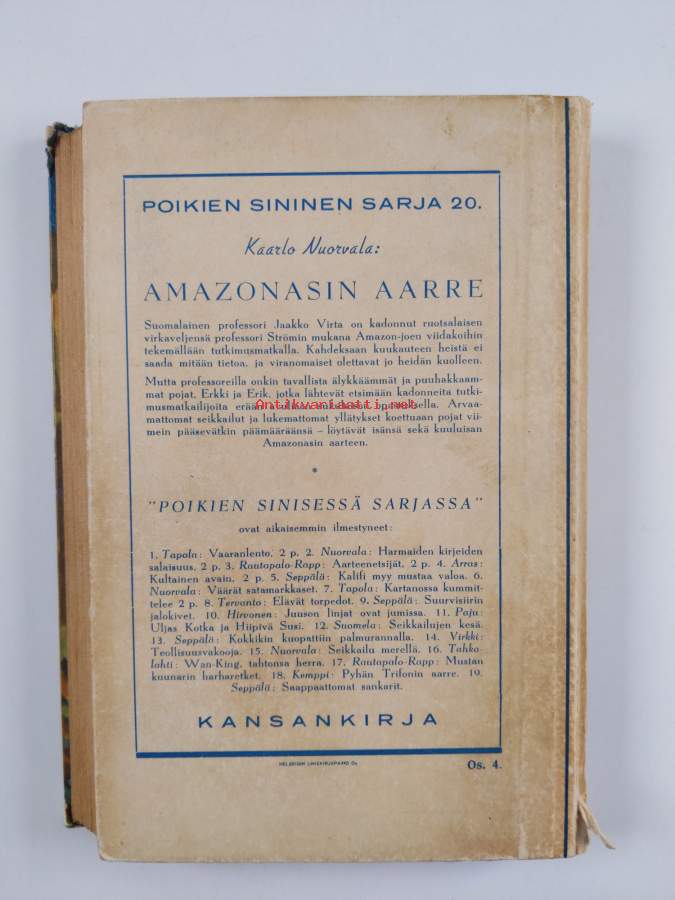 POIKIEN SININEN SARJA 20.
Kaarlo Nuorvala:
AMAZONASIN AARRE
Suomalainen professori Jaakko Virta on kadonnut ruotsalaisen
virkaveljensä professori Strömin mukana Amazon-joen viidakoihin
tekemällään tutkimusmatkalla. Kahdeksaan kuukauteen heistä ei
saada mitään tietoa, ja viranomaiset olettavat jo heidän kuolleen.
Mutta professoreilla onkin tavallista älykkäämmät ja puuhakkaam-
mat pojat, Erkki ja Erik, jotka lähtevät etsimään kadonneita tutki-
musmatkailijoita erään
Antikvariaatti.net
Arvaa-
mattomat seikkailut ja lukemattomat yllätykset koettuaan pojat vii-
mein pääsevätkin päämääräänsä – löytävät isänsä sekä kuuluisan
Amazonasin aarteen.
"POIKIEN SINISESSÄ SARJASSA"
ovat aikaisemmin ilmestyneet:
1. Tapola: Vaaranlento, 2 p. 2. Nuorvala: Harmaiden kirjeiden
salaisuus, 2 p. 3. Rautapalo-Rapp: Aarteenetsijät, 2 p. 4. Arras:
Kultainen avain, 2 p. 5. Seppälä: Kalifi myy mustaa valoa. 6.
Nuorvala: Väärät satamarkkaset. 7. Tapola: Kartanossa kummit-
telee 2 p. 8. Tervanto: Elävät torpedot. 9. Seppälä: Suurvisiirin
jalokivet. 10. Hirvonen: Juuson linjat ovat jumissa. 11. Paju:
Uljas Kotka ja Hiipivä Susi. 12. Suomela: Seikkailujen kesä.
13. Seppälä: Kokkikin kuopattiin palmurannalla. 14. Virkki:
Teollisuusvakooja. 15. Nuorvala: Seikkailu merellä. 16. Tahko-
lahti: Wan-King, tahtonsa herra. 17. Rautapalo-Rapp: Mustan
kuunarin harharetket. 18. Kemppi: Pyhän Trifonin aarre. 19.
Seppälä: Saappaattomat sankarit.
KANSANKIRJA
HELSINGIN LIIKEKIRJAPAINO Oy
Os. 4.